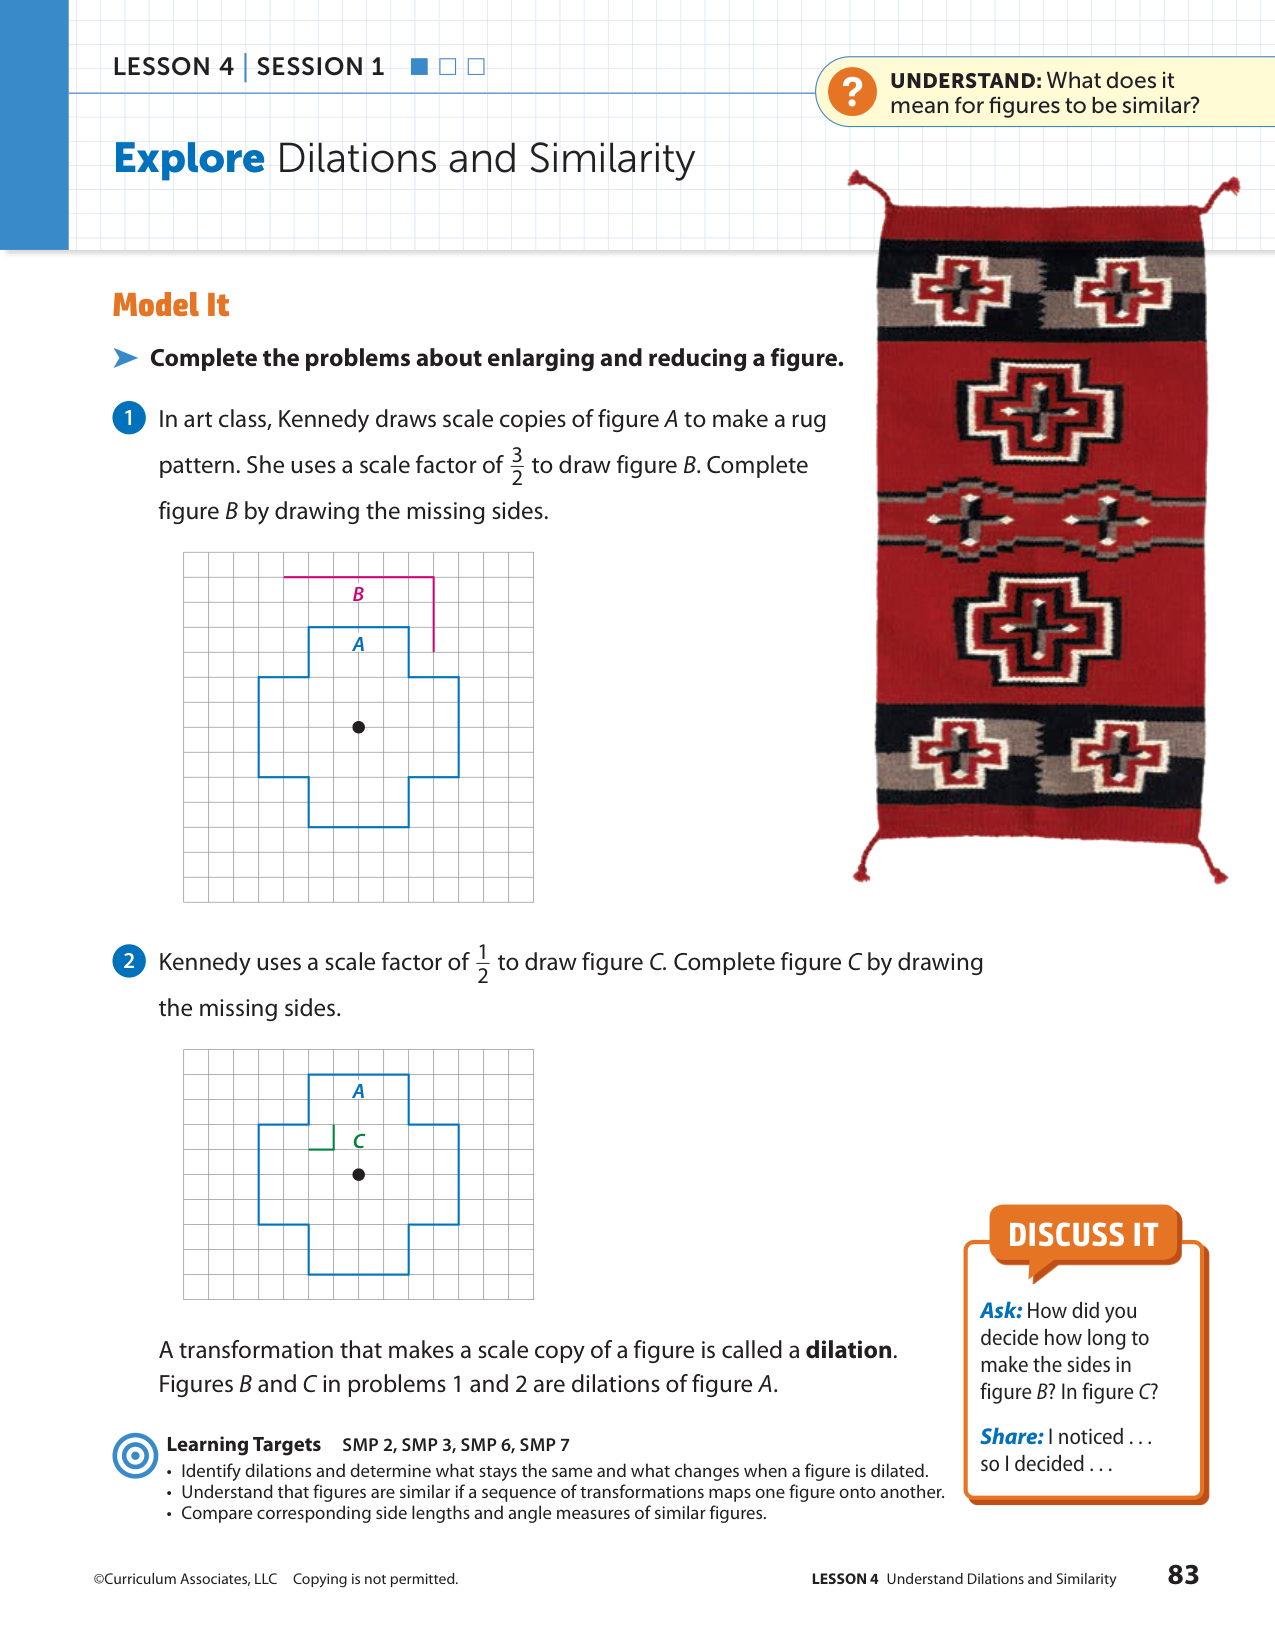 LESSON 4 | SESSION 1
? UNDERSTAND: What does it
mean for figures to be similar?
Explore Dilations and Similarity
Model It
Complete the problems about enlarging and reducing a figure.
1 In art class, Kennedy draws scale copies of figure A to make a rug
pattern. She uses a scale factor of 3/2 to draw figure B. Complete
figure B by drawing the missing sides.
B
A
2 Kennedy uses a scale factor of 1/2 to draw figure C. Complete figure C by drawing
the missing sides.
A
C
A transformation that makes a scale copy of a figure is called a dilation.
Figures B and C in problems 1 and 2 are dilations of figure A.
DISCUSS IT
Ask: How did you
decide how long to
make the sides in
figure B? In figure C?
Share: I noticed . . .
so I decided . . .
Learning Targets SMP 2, SMP 3, SMP 6, SMP 7
• Identify dilations and determine what stays the same and what changes when a figure is dilated.
• Understand that figures are similar if a sequence of transformations maps one figure onto another.
• Compare corresponding side lengths and angle measures of similar figures.
©Curriculum Associates, LLC Copying is not permitted.
LESSON 4 Understand Dilations and Similarity 83